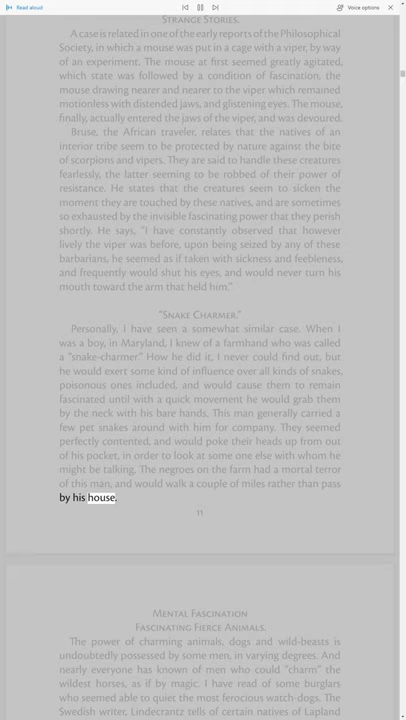 Read aloud
Voice options
Strange Stories.
A case is related in one of the early reports of the Philosophical
Society, in which a mouse was put in a cage with a viper, by way
of an experiment. The mouse at first seemed greatly agitated,
which state was followed by a condition of fascination, the
mouse drawing nearer and nearer to the viper which remained
motionless with distended jaws, and glistening eyes. The mouse,
finally, actually entered the jaws of the viper, and was devoured.
Bruse, the African traveler, relates that the natives of an
interior tribe seem to be protected by nature against the bite
of scorpions and vipers. They are said to handle these creatures
fearlessly, the latter seeming to be robbed of their power of
resistance. He states that the creatures seem to sicken the
moment they are touched by these natives, and are sometimes
so exhausted by the invisible fascinating power that they perish
shortly. He says, "I have constantly observed that however
lively the viper was before, upon being seized by any of these
barbarians, he seemed as if taken with sickness and feebleness,
and frequently would shut his eyes, and would never turn his
mouth toward the arm that held him."
"Snake Charmer."
Personally, I have seen a somewhat similar case. When I
was a boy, in Maryland, I knew of a farmhand who was called
a "snake-charmer." How he did it, I never could find out, but
he would exert some kind of influence over all kinds of snakes,
poisonous ones included, and would cause them to remain
fascinated until with a quick movement he would grab them
by the neck with his bare hands. This man generally carried a
few pet snakes around with him for company. They seemed
perfectly contented, and would poke their heads up from out
of his pocket, in order to look at some one else with whom he
might be talking. The negroes on the farm had a mortal terror
of this man, and would walk a couple of miles rather than pass
by his house.
11
Mental Fascination
Fascinating Fierce Animals.
The power of charming animals, dogs and wild-beasts is
undoubtedly possessed by some men, in varying degrees. And
nearly everyone has known of men who could "charm" the
wildest horses, as if by magic. I have read of some burglars
who seemed able to quiet the most ferocious watch-dogs. The
Swedish writer, Lindecrantz tells of certain natives of Lapland